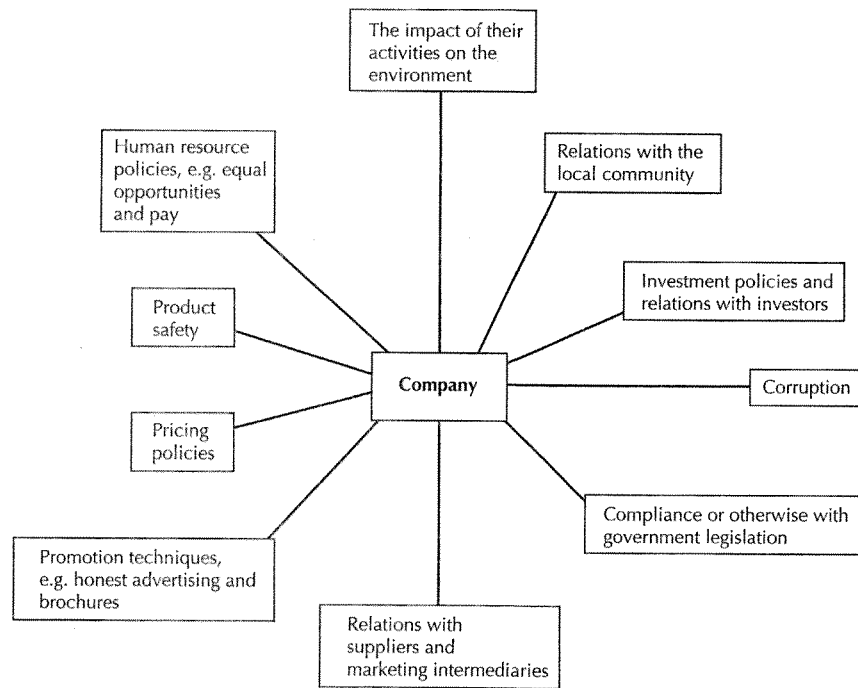 The impact of their
activities on the
environment
Human resource
policies, e.g. equal
opportunities
and pay
Relations with the
local community
Investment policies and
relations with investors
Product
safety
Company
Corruption
Pricing
policies
Compliance or otherwise with
government legislation
Promotion techniques,
e.g. honest advertising and
brochures
Relations with
suppliers and
marketing intermediaries